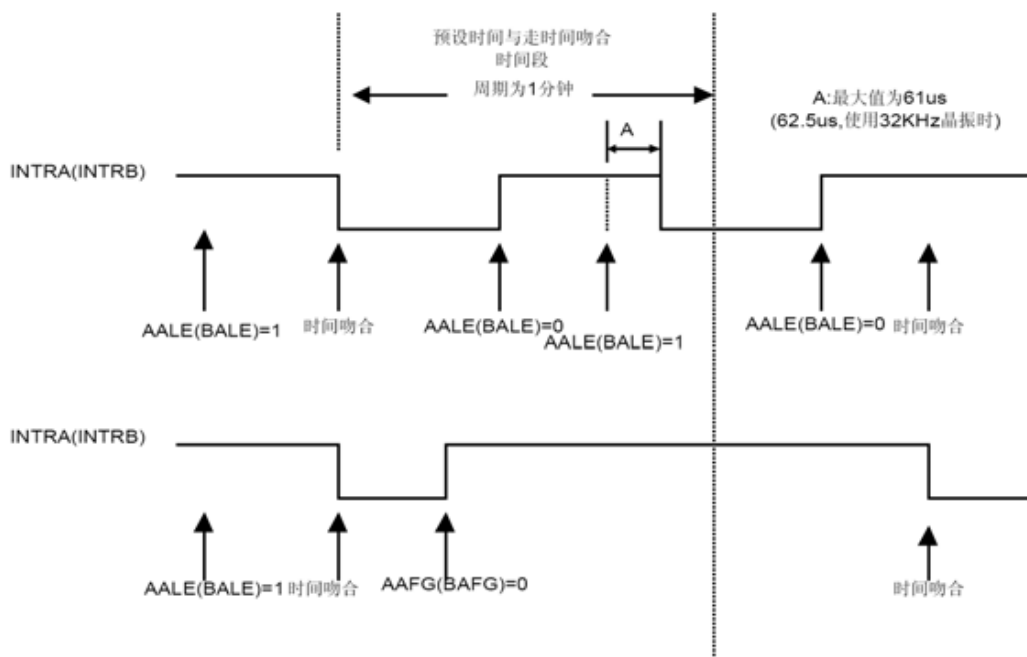 预设时间与走时间吻合
时间段
周期为1分钟
A:最大值为61us
(62.5us,使用32KHz晶振时)
A
INTRA(INTRB)
AALE(BALE)=1
时间吻合
AALE(BALE)=0
AALE(BALE)=1
AALE(BALE)=0
时间吻合
INTRA(INTRB)
AALE(BALE)=1
时间吻合
AAFG(BAFG)=0
时间吻合